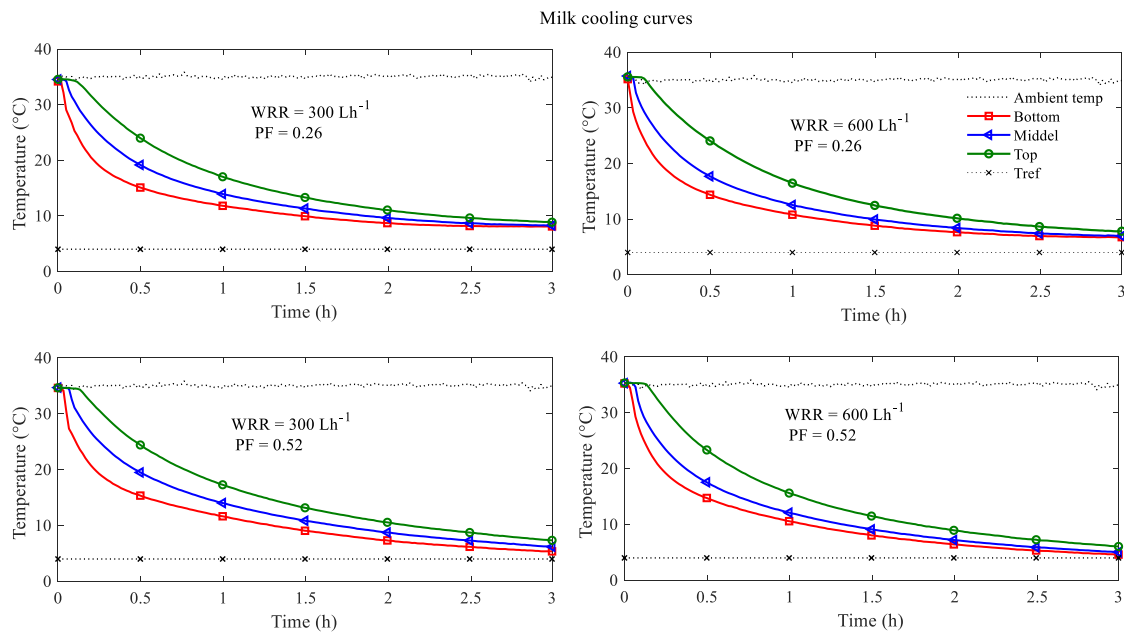 Milk cooling curves
40
30
20
10
0
Temperature (°C)
WRR = 300 Lh-1
PF = 0.26
0 0.5 1 1.5 2 2.5 3
Time (h)
40
30
20
10
0
Temperature (°C)
WRR = 600 Lh-1
PF = 0.26
Ambient temp
Bottom
Middel
Top
Tref
0 0.5 1 1.5 2 2.5 3
Time (h)
40
30
20
10
0
Temperature (°C)
WRR = 300 Lh-1
PF = 0.52
0 0.5 1 1.5 2 2.5 3
Time (h)
40
30
20
10
0
Temperature (°C)
WRR = 600 Lh-1
PF = 0.52
0 0.5 1 1.5 2 2.5 3
Time (h)